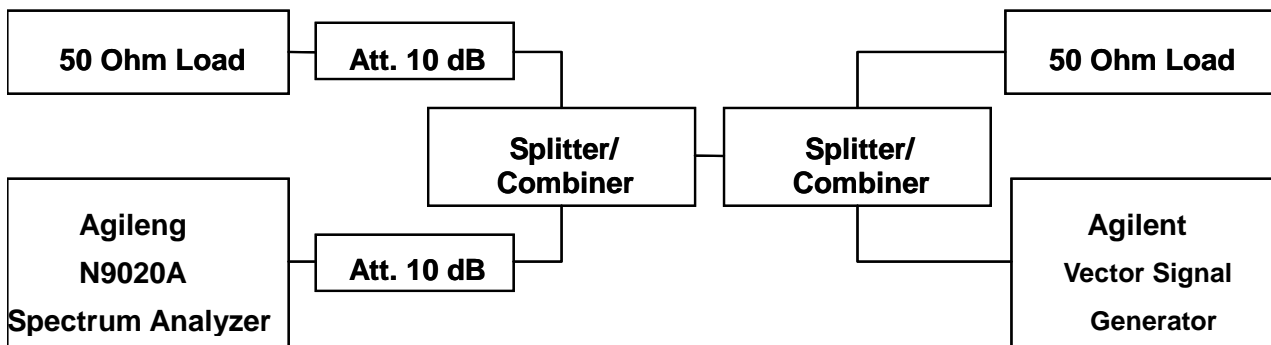 50 Ohm Load
Att. 10 dB
50 Ohm Load
Splitter/
Combiner
Splitter/
Combiner
Agileng
N9020A
Spectrum Analyzer
Att. 10 dB
Agilent
Vector Signal
Generator